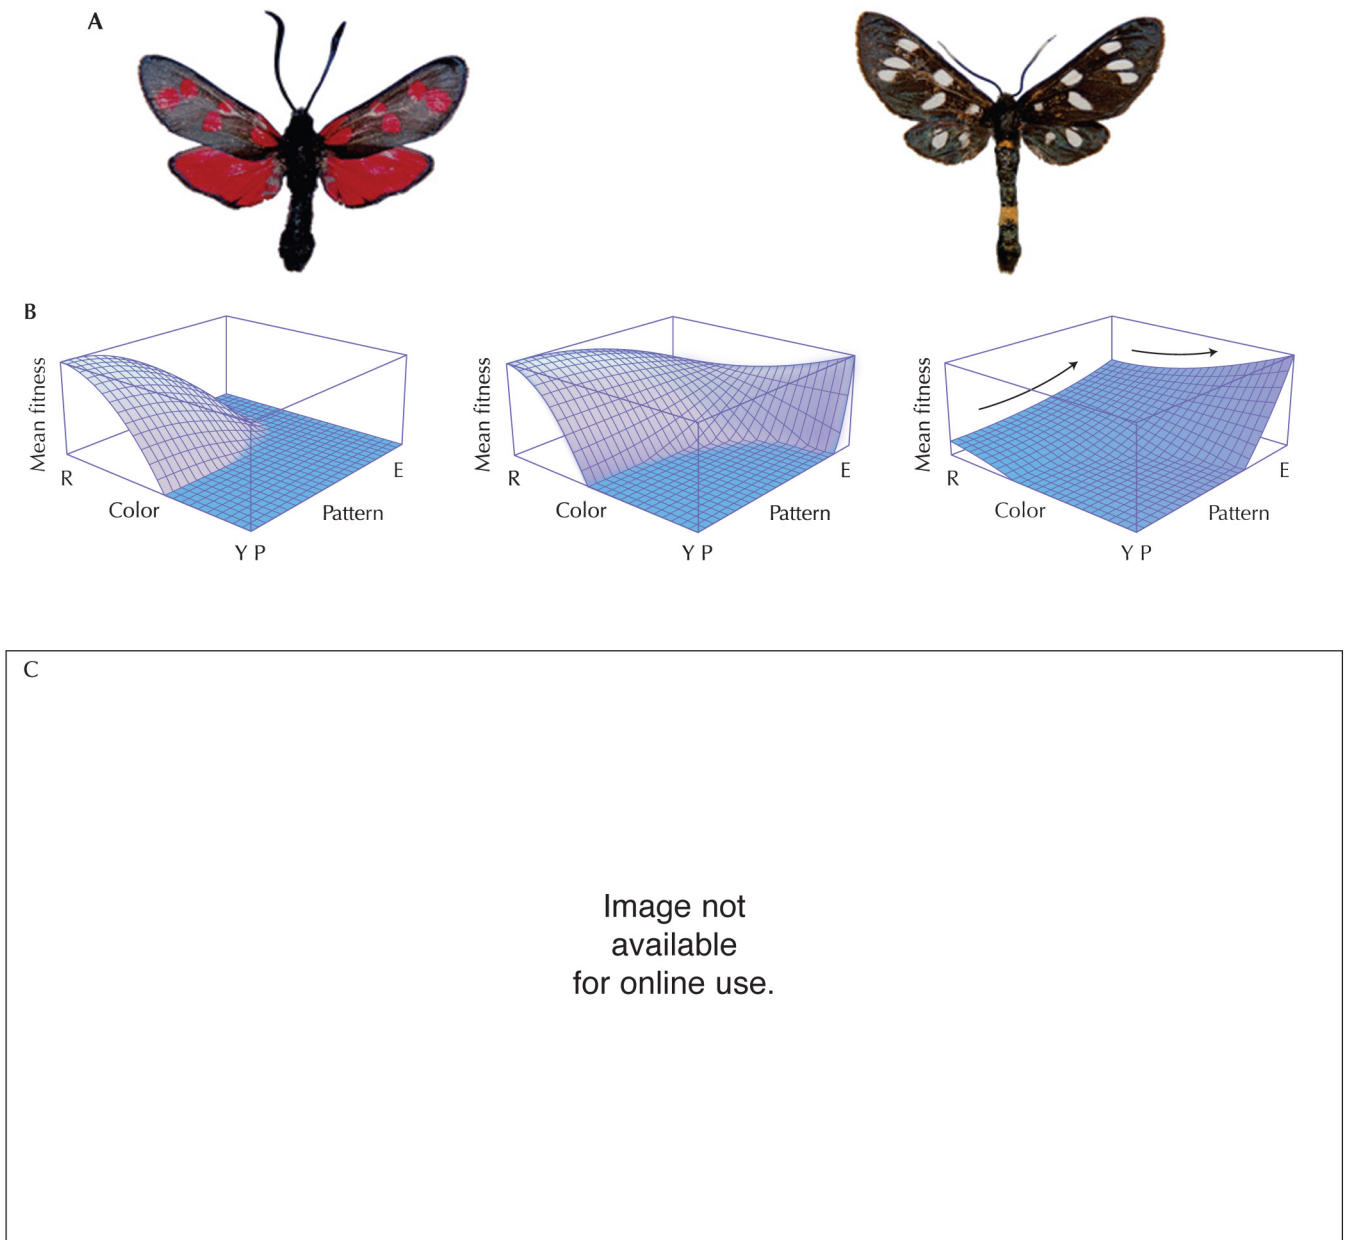 A
B
Mean fitness
R
Color
Y P
Pattern
E
Mean fitness
R
Color
Y P
Pattern
E
Mean fitness
R
Color
Y P
Pattern
E
C
Image not
available
for online use.